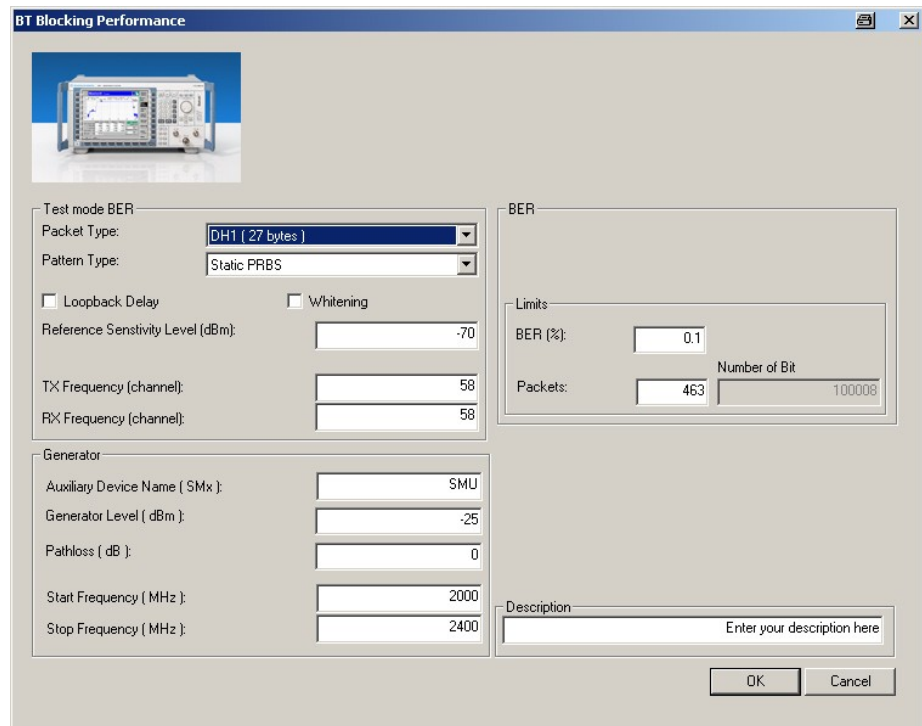 BT Blocking Performance
Test mode BER
Packet Type:
DH1 ( 27 bytes )
Pattern Type:
Static PRBS
Loopback Delay
Whitening
Reference Senstivity Level (dBm):
-70
TX Frequency (channel):
58
RX Frequency (channel):
58
BER
Limits
BER (%):
0.1
Number of Bit
Packets:
463
100008
Generator
Auxiliary Device Name ( SMx ):
SMU
Generator Level ( dBm ):
-25
Pathloss ( dB ):
0
Start Frequency ( MHz ):
2000
Stop Frequency ( MHz ):
2400
Description
Enter your description here
OK
Cancel